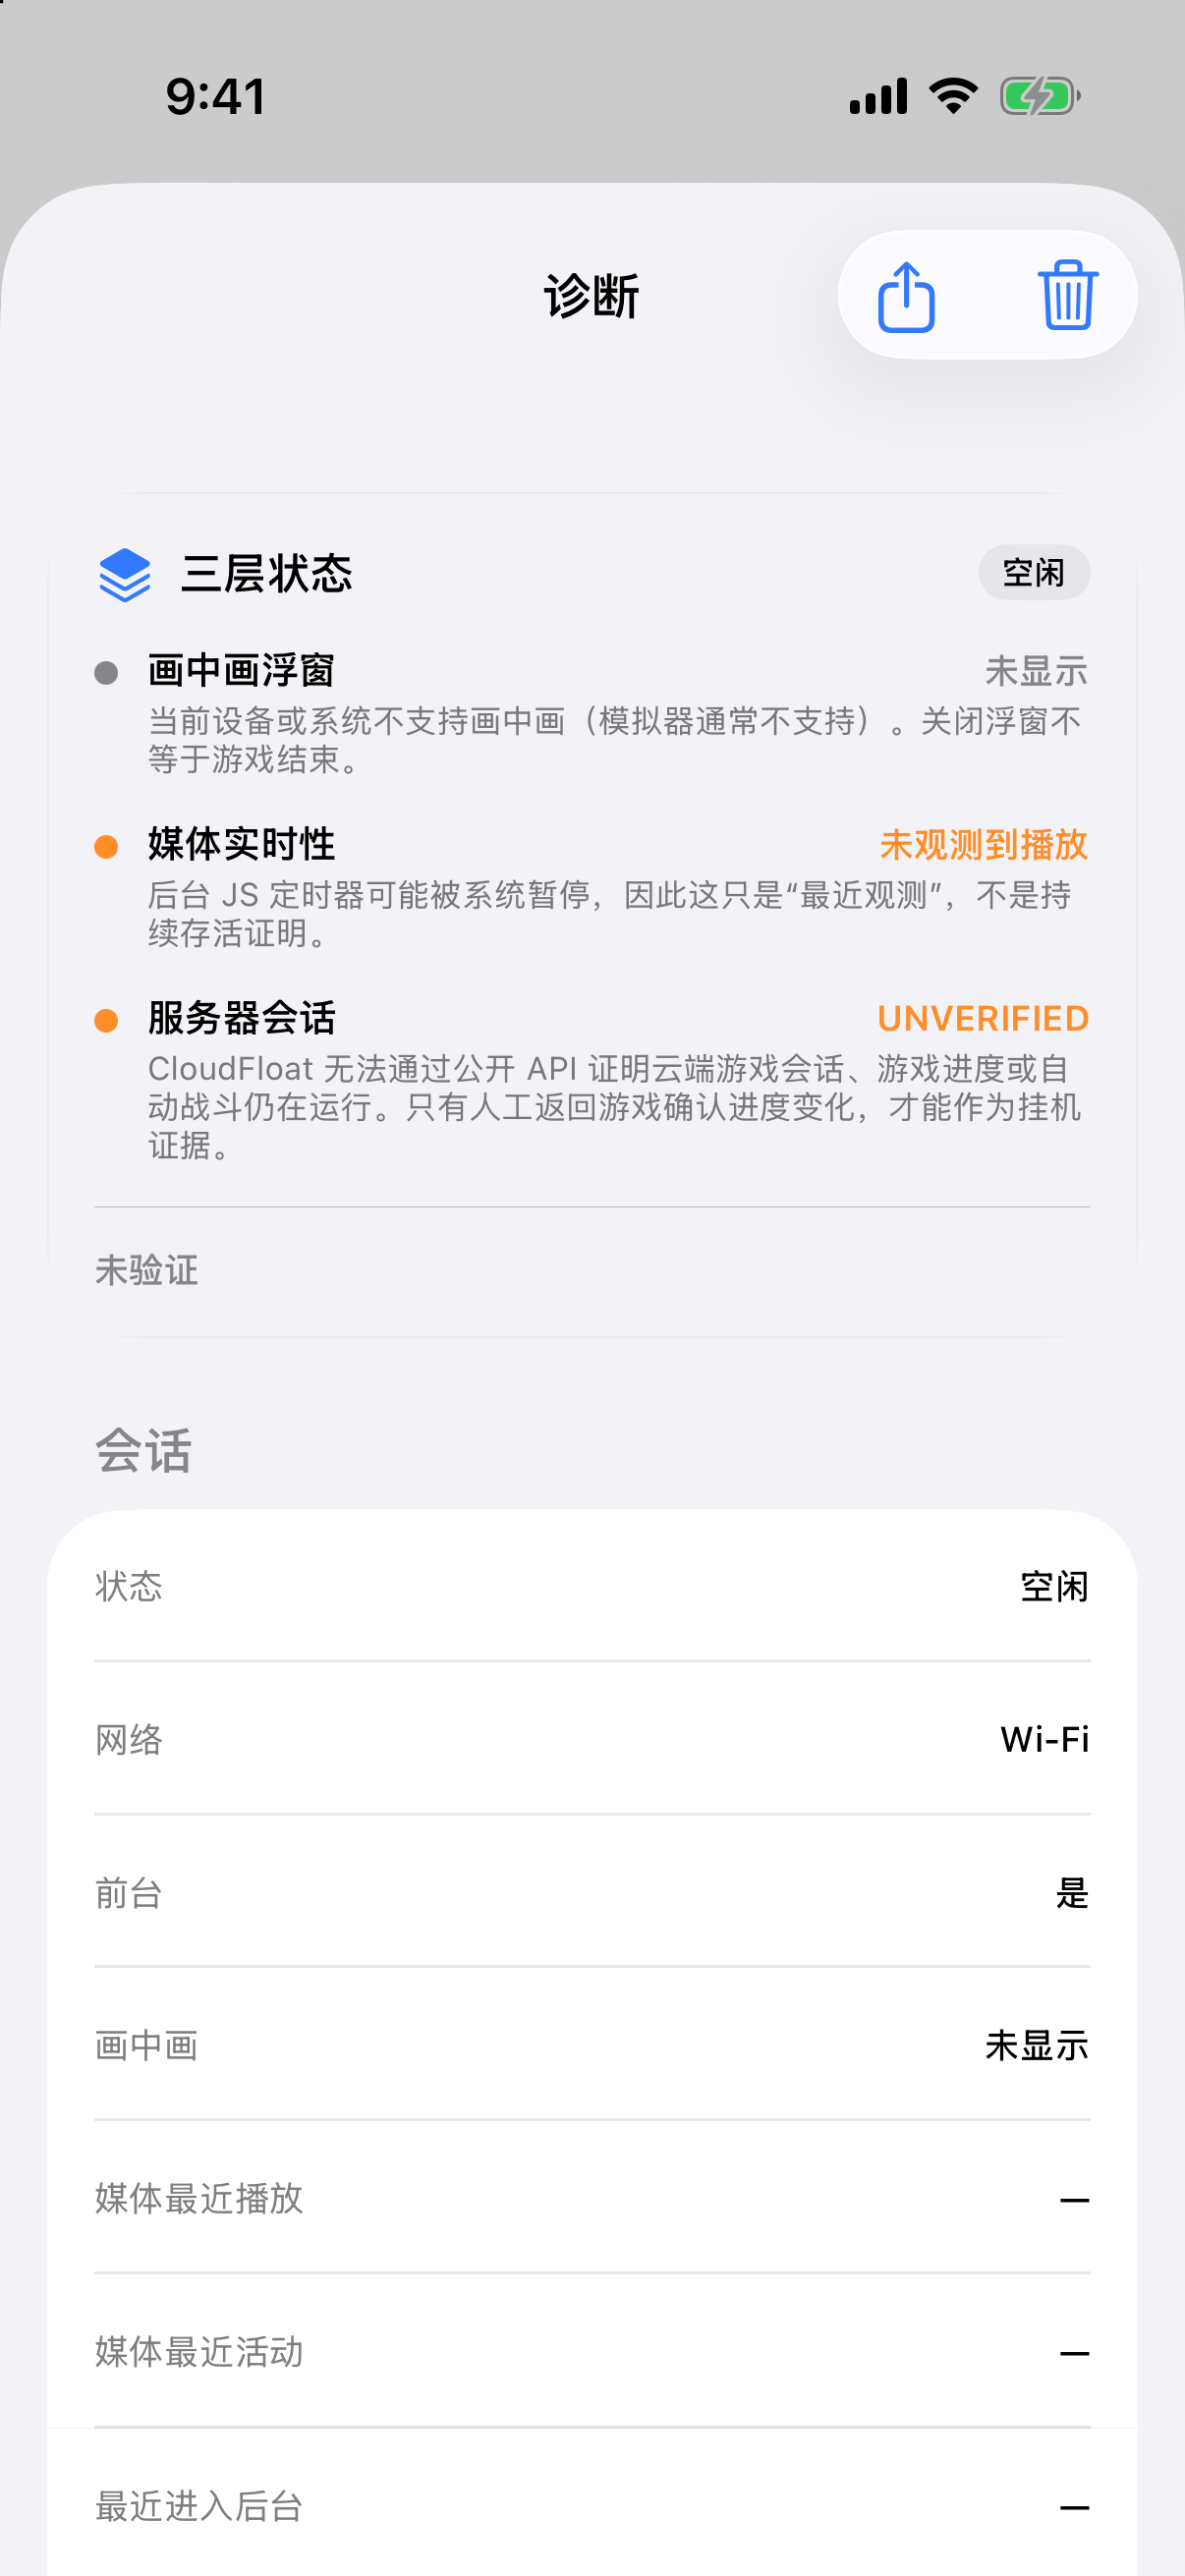 9:41
诊断
三层状态
空闲
画中画浮窗
未显示
当前设备或系统不支持画中画（模拟器通常不支持）。关闭浮窗不
等于游戏结束。
媒体实时性
未观测到播放
后台 JS 定时器可能被系统暂停，因此这只是“最近观测”，不是持
续存活证明。
服务器会话
UNVERIFIED
CloudFloat 无法通过公开 API 证明云端游戏会话、游戏进度或自
动战斗仍在运行。只有人工返回游戏确认进度变化，才能作为挂机
证据。
未验证
会话
状态
空闲
网络
Wi-Fi
前台
是
画中画
未显示
媒体最近播放
—
媒体最近活动
—
最近进入后台
—